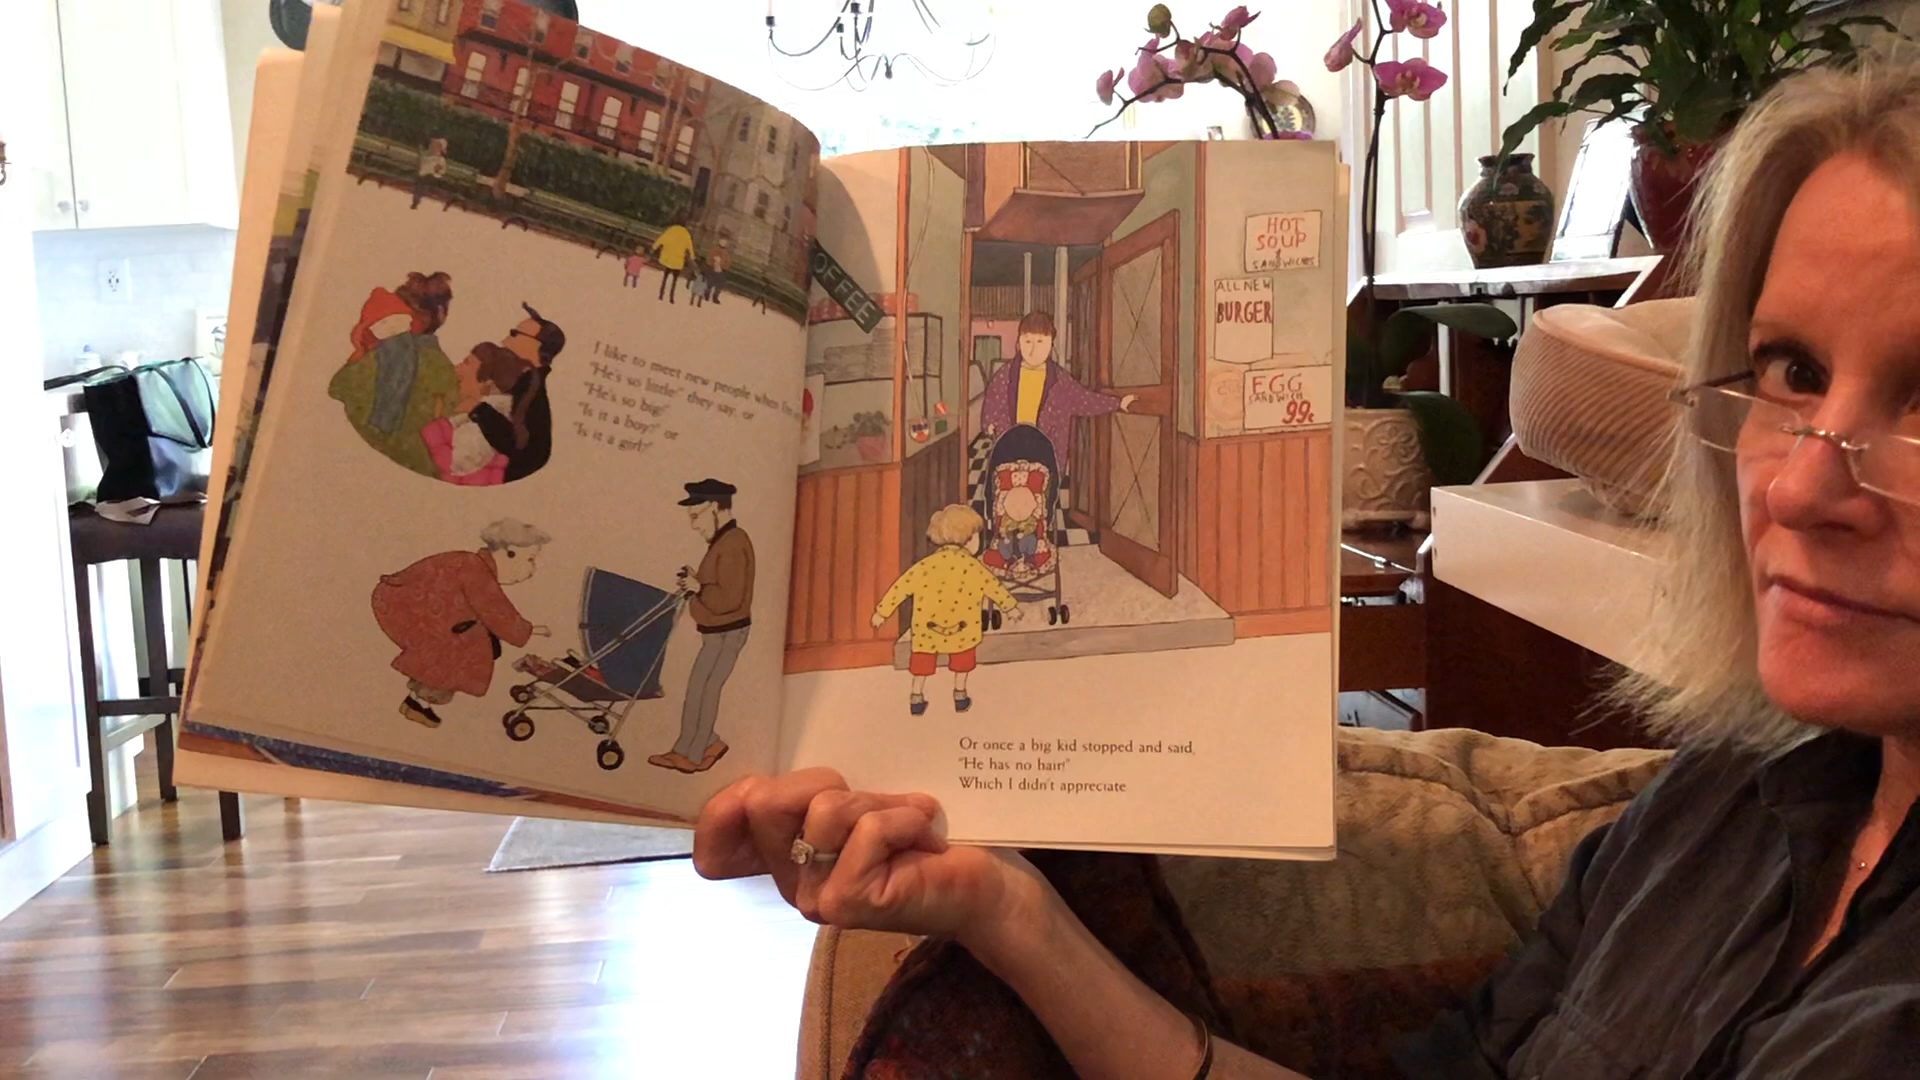 I like to meet new people when I'm
"He's so little" they say, or
"He's so big"
"Is it a boy?" or
"Is it a girl?"
OFFEE
HOT
SOUP
SANDWICHES
ALL NEW
BURGER
EGG
SANDWICH
99¢
Or once a big kid stopped and said,
"He has no hair!"
Which I didn't appreciate.